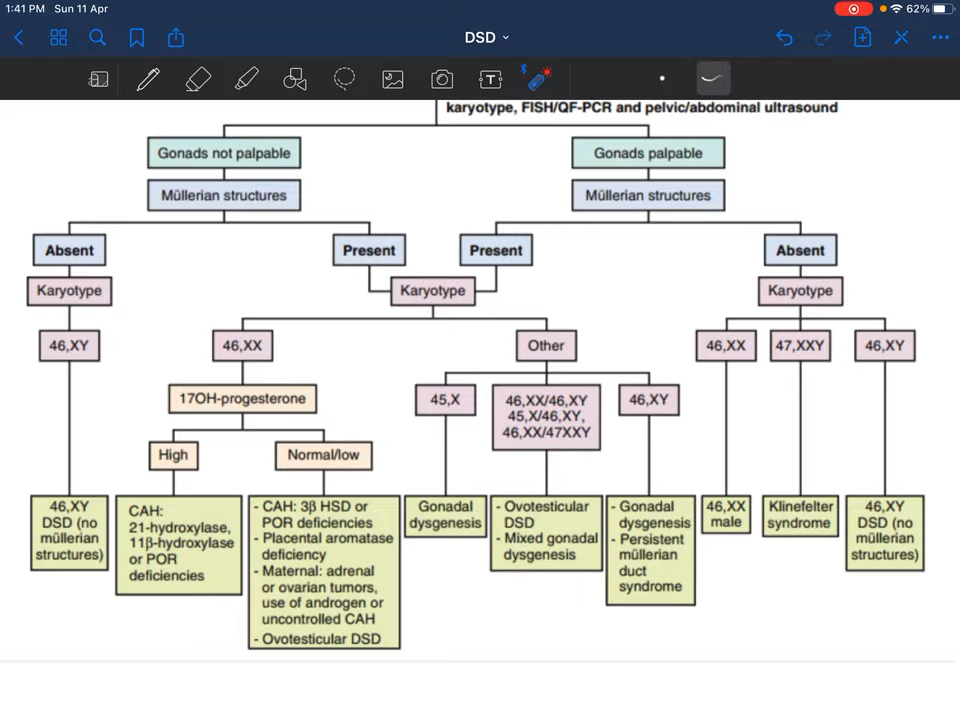 1:41 PM Sun 11 Apr
62%
DSD
T
karyotype, FISH/QF-PCR and pelvic/abdominal ultrasound
Gonads not palpable
Gonads palpable
Müllerian structures
Müllerian structures
Absent
Present
Present
Absent
Karyotype
Karyotype
Karyotype
46,XY
46,XX
Other
46,XX
47,XXY
46,XY
17OH-progesterone
45,X
46,XX/46,XY
45,X/46,XY,
46,XX/47XXY
46,XY
High
Normal/low
46,XY
DSD (no
müllerian
structures)
CAH:
21-hydroxylase,
11β-hydroxylase
or POR
deficiencies
- CAH: 3β HSD or
POR deficiencies
- Placental aromatase
deficiency
- Maternal: adrenal
or ovarian tumors,
use of androgen or
uncontrolled CAH
- Ovotesticular DSD
Gonadal
dysgenesis
- Ovotesticular
DSD
- Mixed gonadal
dysgenesis
- Gonadal
dysgenesis
- Persistent
müllerian
duct
syndrome
46,XX
male
Klinefelter
syndrome
46,XY
DSD (no
müllerian
structures)